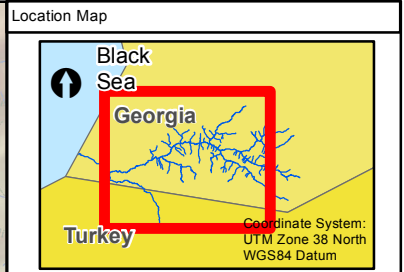 Location Map
Black
Sea
Georgia
Turkey
Coordinate System:
UTM Zone 38 North
WGS84 Datum